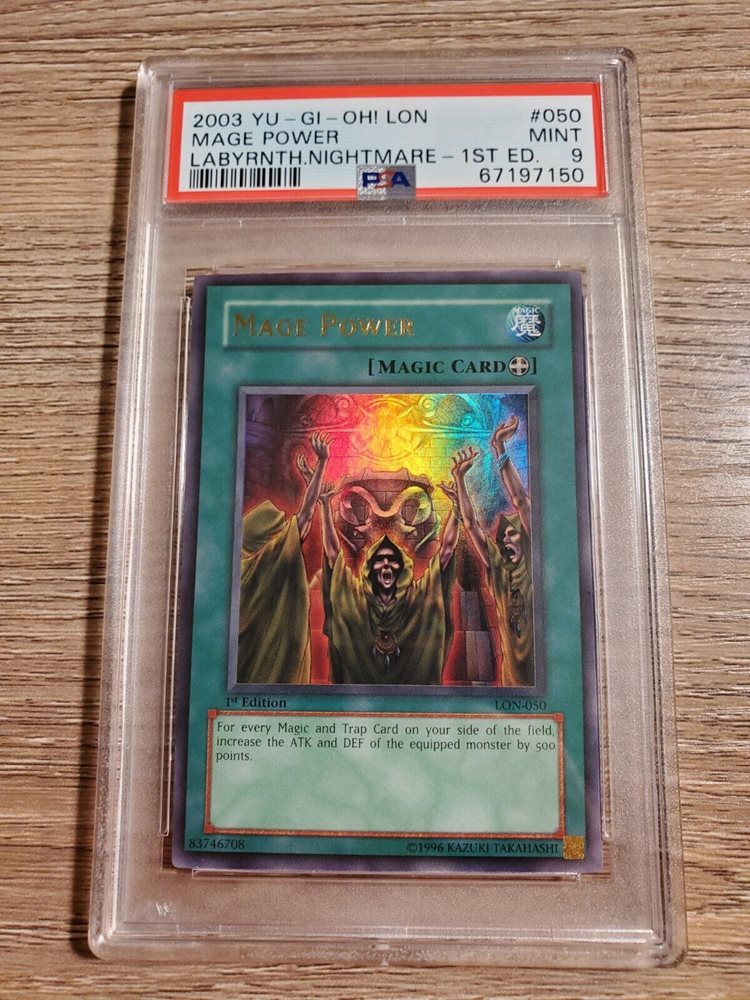 2003 YU-GI-OH! LON #050
MAGE POWER MINT
LABYRNTH.NIGHTMARE-1ST ED. 9
PSA 67197150
MAGE POWER
MAGIC
魔
[MAGIC CARD]
1st Edition LON-050
For every Magic and Trap Card on your side of the field,
increase the ATK and DEF of the equipped monster by 500
points.
83746708 ©1996 KAZUKI TAKAHASHI